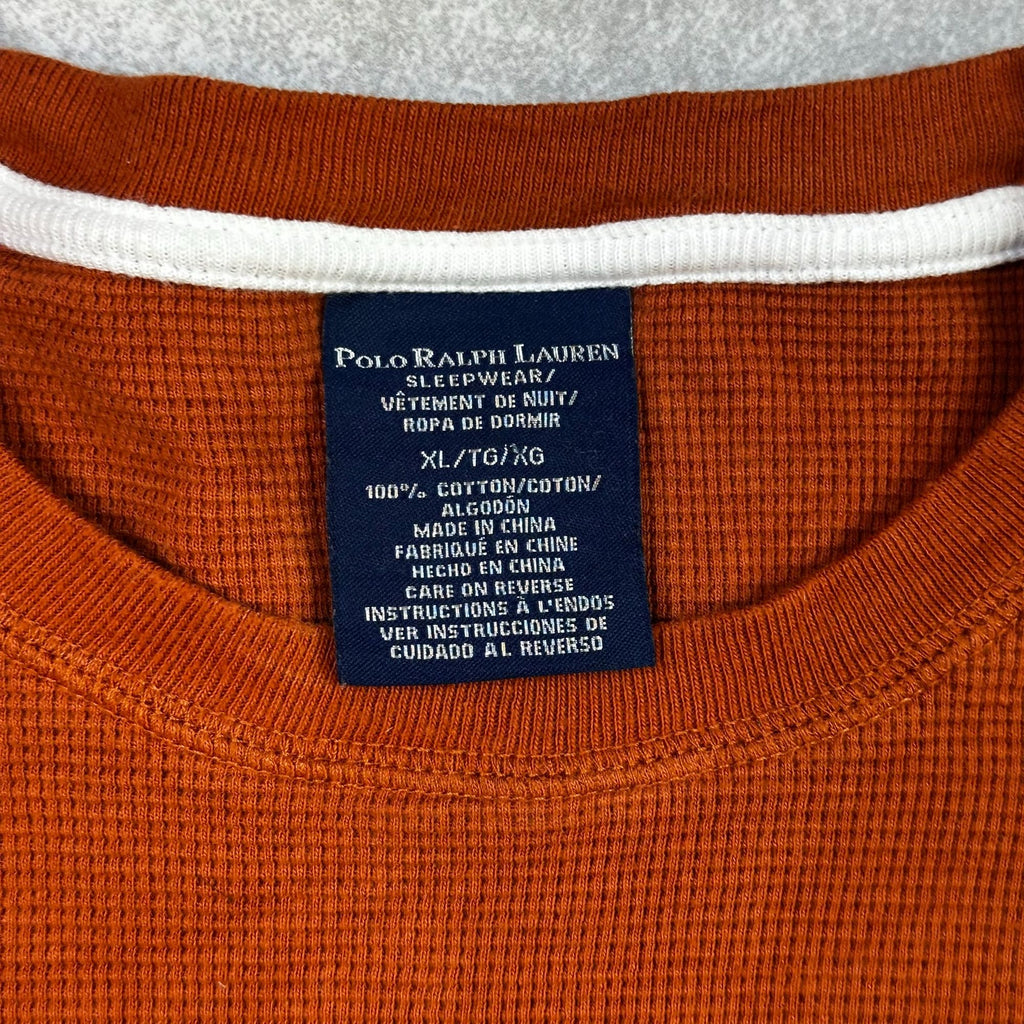 POLO RALPH LAUREN
SLEEPWEAR/
VÊTEMENT DE NUIT/
ROPA DE DORMIR
XL/TG/XG
100% COTTON/COTON/
ALGODÓN
MADE IN CHINA
FABRIQUÉ EN CHINE
HECHO EN CHINA
CARE ON REVERSE
INSTRUCTIONS À L'ENDOS
VER INSTRUCCIONES DE
CUIDADO AL REVERSO